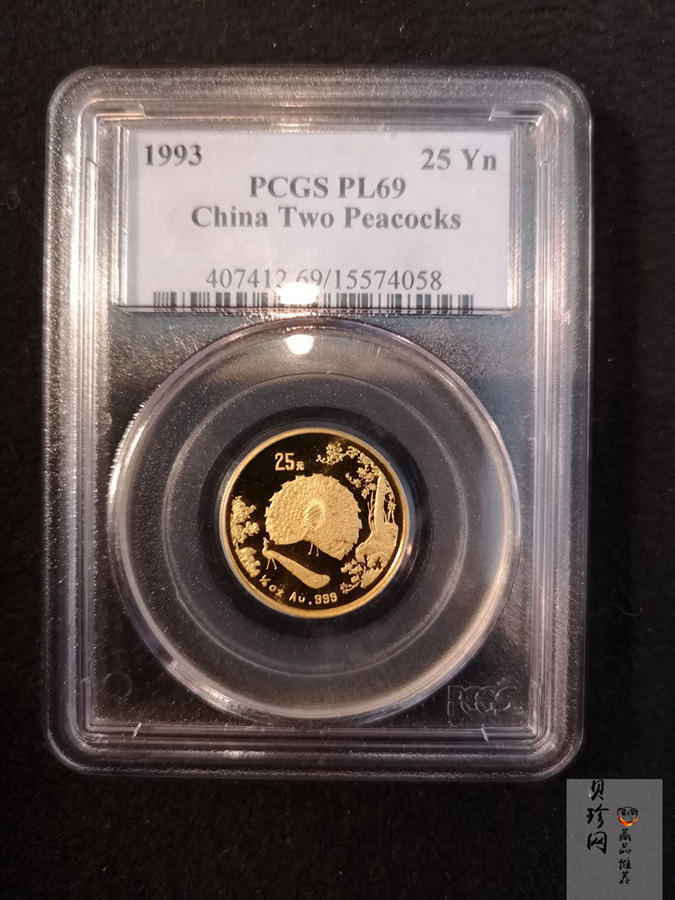 1993 25 Yn
PCGS PL69
China Two Peacocks
407412.69/15574058
25元
¼oz Au.999
PCGS
贝珍网
藏品推荐